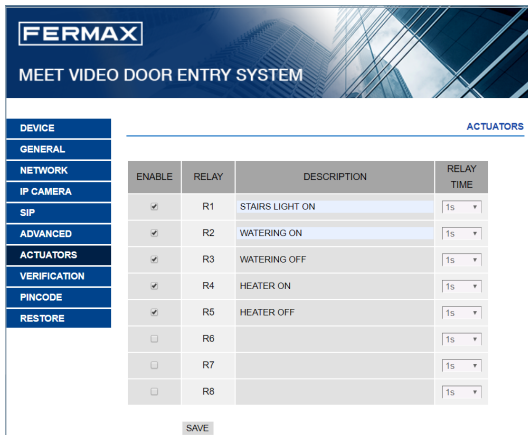 FERMAX
MEET VIDEO DOOR ENTRY SYSTEM
DEVICE
GENERAL
NETWORK
IP CAMERA
SIP
ADVANCED
ACTUATORS
VERIFICATION
PINCODE
RESTORE
ACTUATORS
ENABLE RELAY DESCRIPTION RELAY TIME
R1 STAIRS LIGHT ON 1s
R2 WATERING ON 1s
R3 WATERING OFF 1s
R4 HEATER ON 1s
R5 HEATER OFF 1s
R6 1s
R7 1s
R8 1s
SAVE